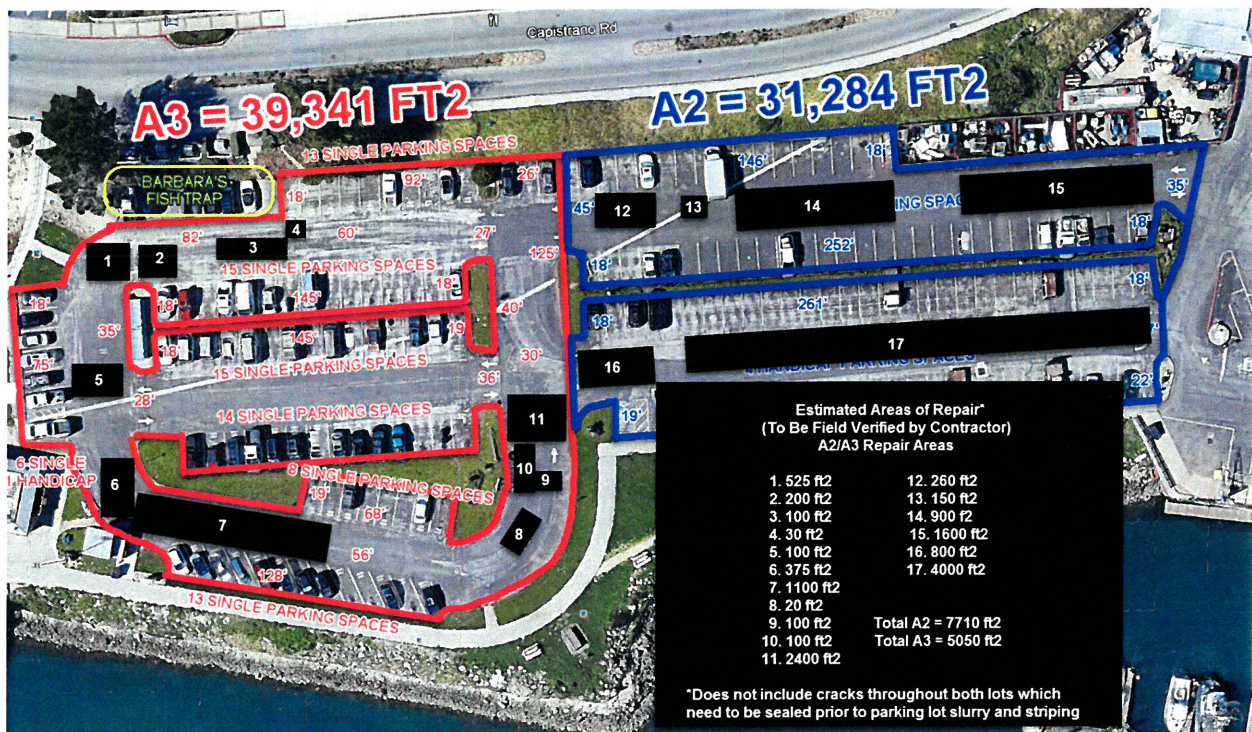 Capistrano Rd
A3 = 39,341 FT2
A2 = 31,284 FT2
13 SINGLE PARKING SPACES
BARBARA'S
FISH TRAP
18'
92'
26'
146'
18'
45'
12
13
14
15
35'
82'
3
4
60'
27'
125'
252'
18'
18'
1
2
15 SINGLE PARKING SPACES
18'
18'
145'
18'
40'
18'
261'
18'
35'
18'
145'
19
30'
16
17
75'
5
28'
15 SINGLE PARKING SPACES
36'
HANDICAP PARKING SPACES
22'
14 SINGLE PARKING SPACES
11
19'
6 SINGLE
1 HANDICAP
6
8 SINGLE PARKING SPACES
10
9
19'
68'
7
8
56'
128'
13 SINGLE PARKING SPACES
Estimated Areas of Repair*
(To Be Field Verified by Contractor)
A2/A3 Repair Areas
1. 525 ft2
2. 200 ft2
3. 100 ft2
4. 30 ft2
5. 100 ft2
6. 375 ft2
7. 1100 ft2
8. 20 ft2
9. 100 ft2
10. 100 ft2
11. 2400 ft2
12. 260 ft2
13. 150 ft2
14. 900 f2
15. 1600 ft2
16. 800 ft2
17. 4000 ft2
Total A2 = 7710 ft2
Total A3 = 5050 ft2
*Does not include cracks throughout both lots which
need to be sealed prior to parking lot slurry and striping